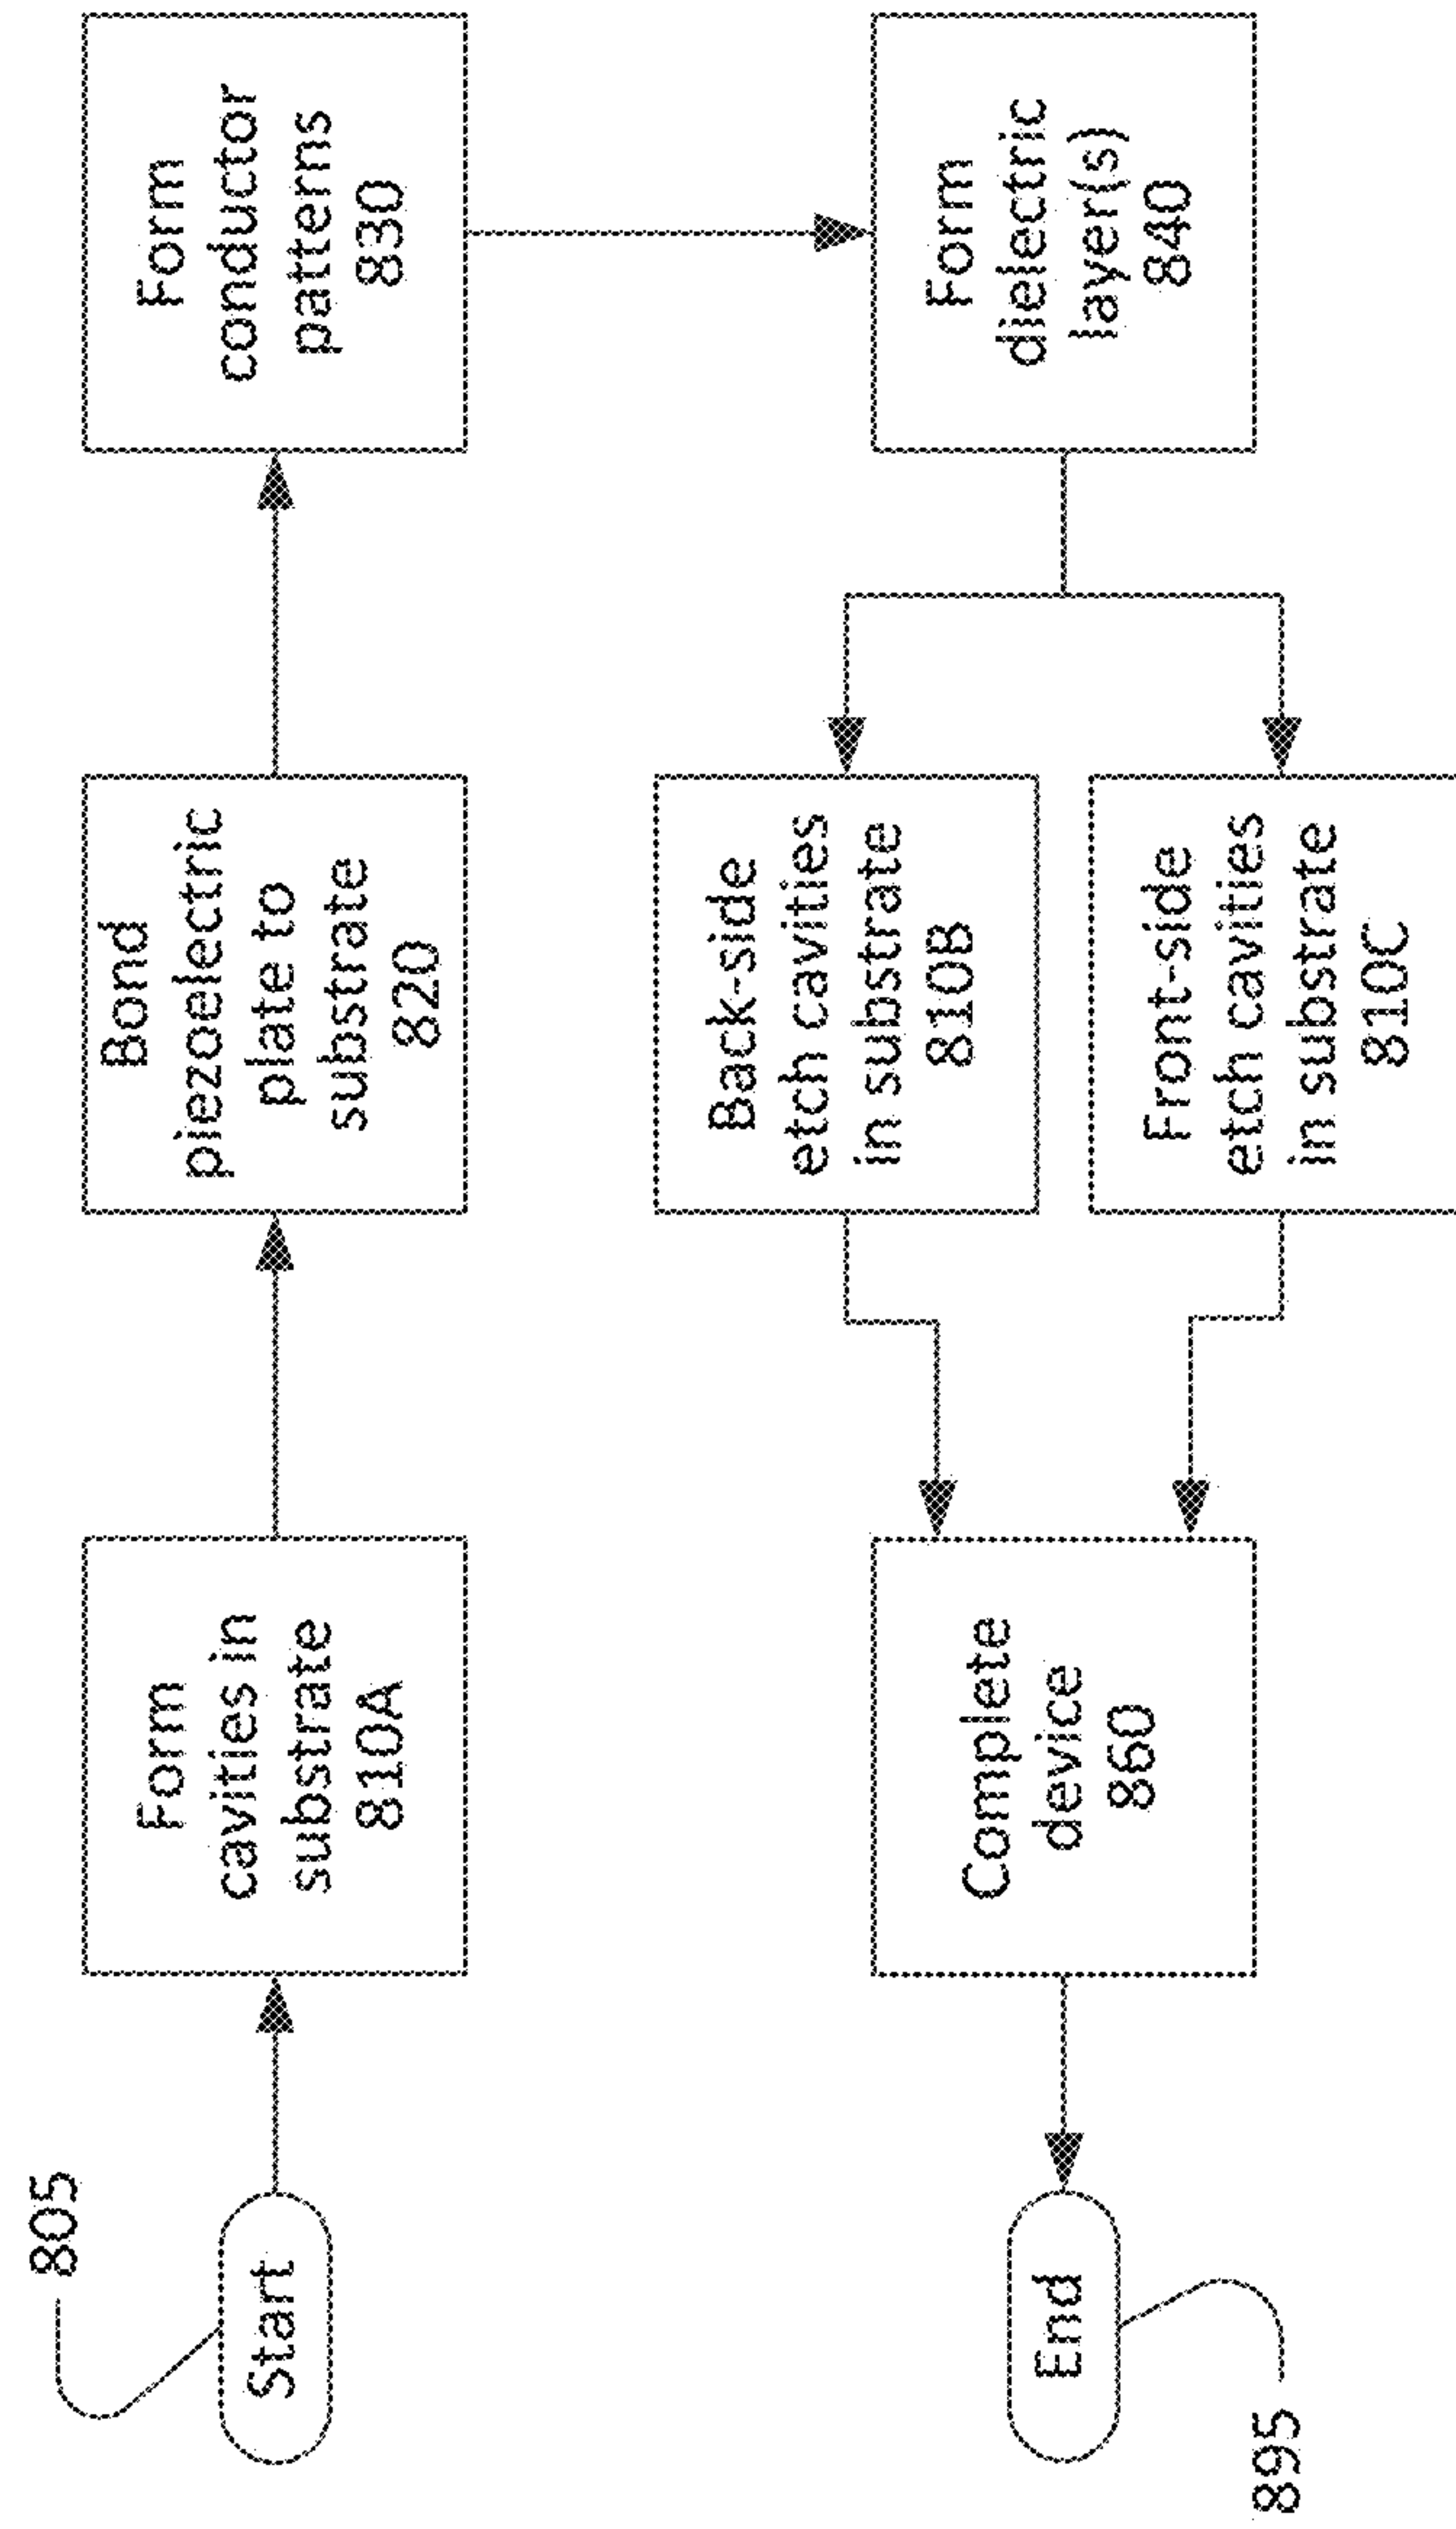 805
Start
Form
cavities in
substrate
810A
Bond
piezoelectric
plate to
substrate
820
Form
conductor
patterns
830
Form
dielectric
layer(s)
840
Back-side
etch cavities
in substrate
810B
Front-side
etch cavities
in substrate
810C
Complete
device
860
End
895